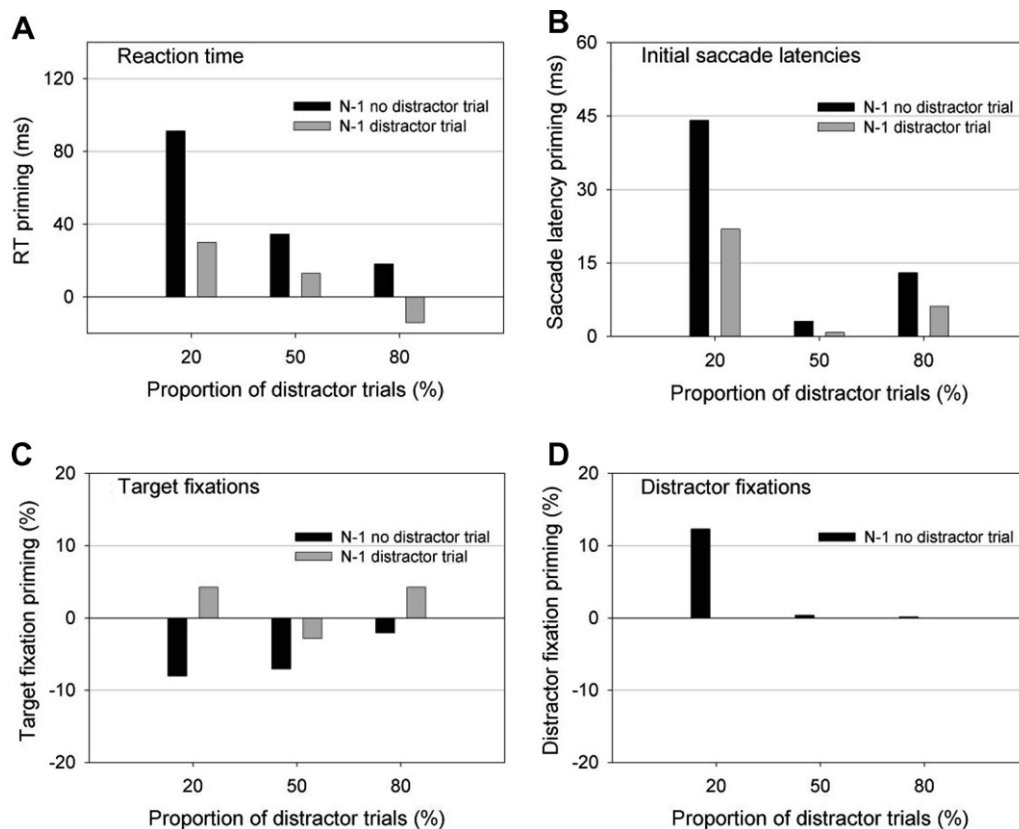 A
Reaction time
N-1 no distractor trial
N-1 distractor trial
RT priming (ms)
120
80
40
0
20 50 80
Proportion of distractor trials (%)
B
Initial saccade latencies
N-1 no distractor trial
N-1 distractor trial
Saccade latency priming (ms)
60
45
30
15
0
20 50 80
Proportion of distractor trials (%)
C
Target fixations
N-1 no distractor trial
N-1 distractor trial
Target fixation priming (%)
20
10
0
-10
-20
20 50 80
Proportion of distractor trials (%)
D
Distractor fixations
N-1 no distractor trial
Distractor fixation priming (%)
20
10
0
-10
-20
20 50 80
Proportion of distractor trials (%)